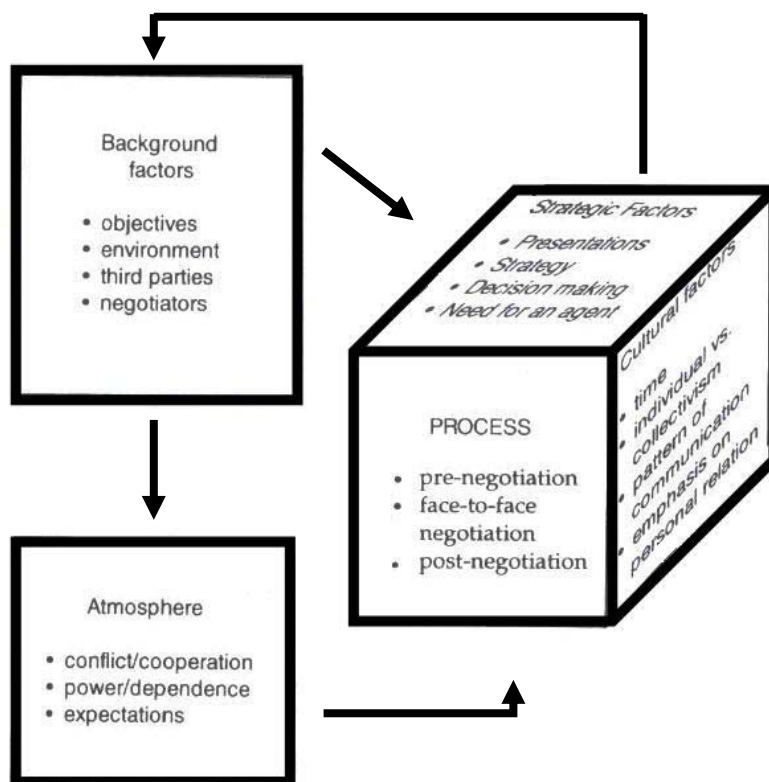 Background
factors
• objectives
• environment
• third parties
• negotiators
Strategic Factors
• Presentations
• Strategy
• Decision making
• Need for an agent
Cultural factors
• time
• individual vs.
collectivism
• pattern of
communication
• emphasis on
personal relation
PROCESS
• pre-negotiation
• face-to-face
negotiation
• post-negotiation
Atmosphere
• conflict/cooperation
• power/dependence
• expectations